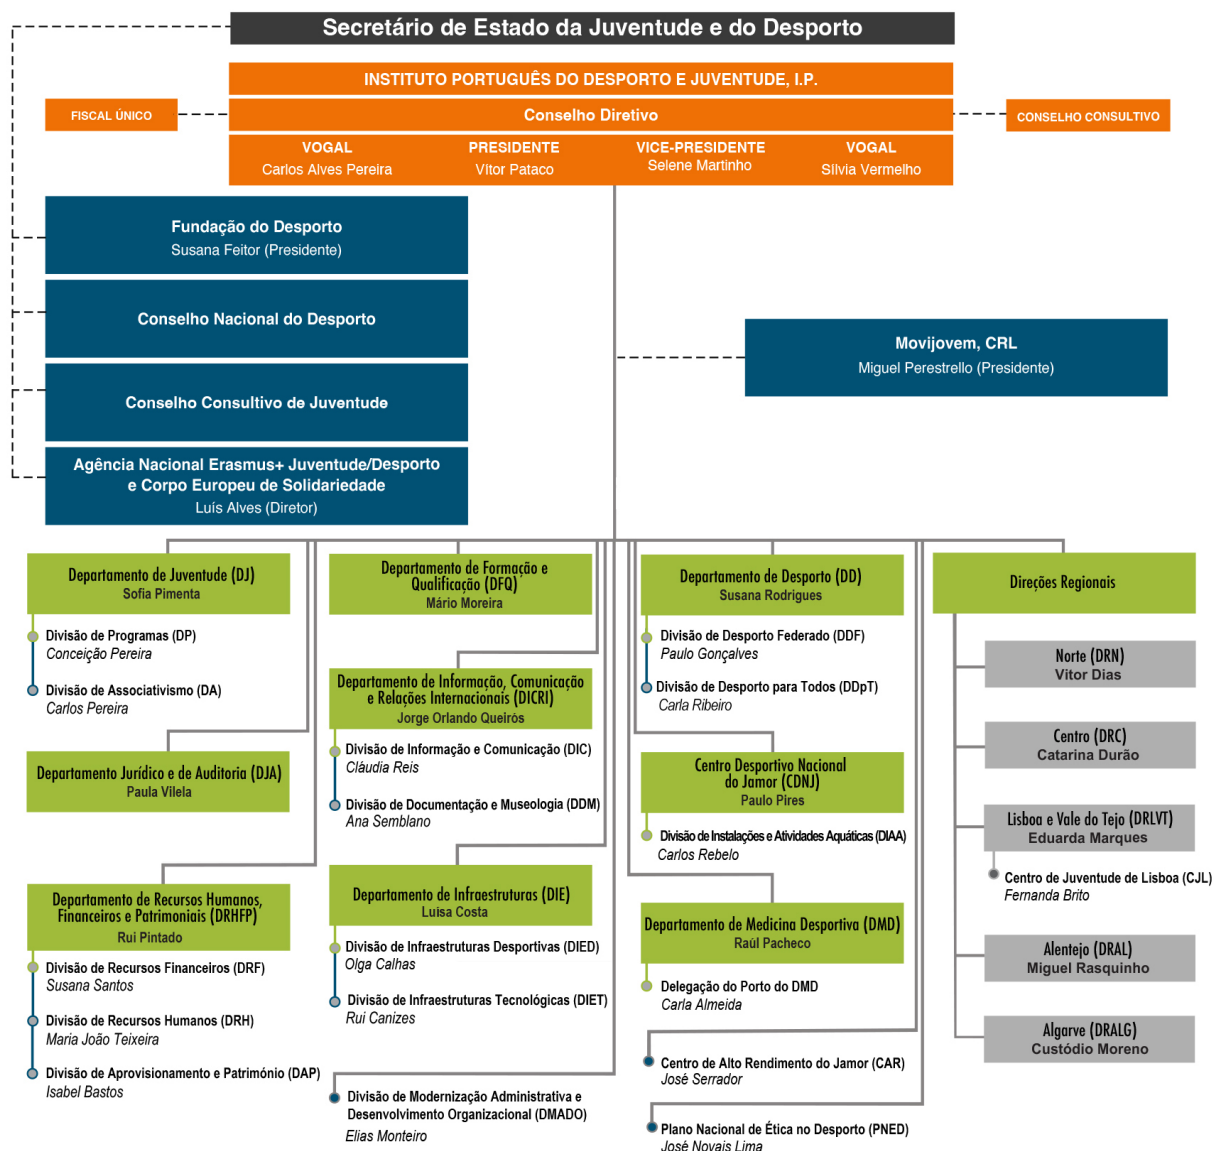 Secretário de Estado da Juventude e do Desporto
INSTITUTO PORTUGUÊS DO DESPORTO E JUVENTUDE, I.P.
FISCAL ÚNICO
Conselho Diretivo
CONSELHO CONSULTIVO
VOGAL
Carlos Alves Pereira
PRESIDENTE
Vítor Pataco
VICE-PRESIDENTE
Selene Martinho
VOGAL
Sílvia Vermelho
Fundação do Desporto
Susana Feitor (Presidente)
Conselho Nacional do Desporto
Conselho Consultivo de Juventude
Agência Nacional Erasmus+ Juventude/Desporto
e Corpo Europeu de Solidariedade
Luís Alves (Diretor)
Movijovem, CRL
Miguel Perestrello (Presidente)
Departamento de Juventude (DJ)
Sofia Pimenta
Divisão de Programas (DP)
Conceição Pereira
Divisão de Associativismo (DA)
Carlos Pereira
Departamento Jurídico e de Auditoria (DJA)
Paula Vilela
Departamento de Recursos Humanos,
Financeiros e Patrimoniais (DRHFP)
Rui Pintado
Divisão de Recursos Financeiros (DRF)
Susana Santos
Divisão de Recursos Humanos (DRH)
Maria João Teixeira
Divisão de Aprovisionamento e Património (DAP)
Isabel Bastos
Departamento de Formação e
Qualificação (DFQ)
Mário Moreira
Departamento de Informação, Comunicação
e Relações Internacionais (DICRI)
Jorge Orlando Queirós
Divisão de Informação e Comunicação (DIC)
Cláudia Reis
Divisão de Documentação e Museologia (DDM)
Ana Semblano
Departamento de Infraestruturas (DIE)
Luísa Costa
Divisão de Infraestruturas Desportivas (DIED)
Olga Calhas
Divisão de Infraestruturas Tecnológicas (DIET)
Rui Canizes
Divisão de Modernização Administrativa e
Desenvolvimento Organizacional (DMADO)
Elias Monteiro
Departamento de Desporto (DD)
Susana Rodrigues
Divisão de Desporto Federado (DDF)
Paulo Gonçalves
Divisão de Desporto para Todos (DDpT)
Carla Ribeiro
Centro Desportivo Nacional
do Jamor (CDNJ)
Paulo Pires
Divisão de Instalações e Atividades Aquáticas (DIAA)
Carlos Rebelo
Departamento de Medicina Desportiva (DMD)
Raúl Pacheco
Delegação do Porto do DMD
Carla Almeida
Centro de Alto Rendimento do Jamor (CAR)
José Serrador
Plano Nacional de Ética no Desporto (PNED)
José Novais Lima
Direções Regionais
Norte (DRN)
Vitor Dias
Centro (DRC)
Catarina Durão
Lisboa e Vale do Tejo (DRLVT)
Eduarda Marques
Centro de Juventude de Lisboa (CJL)
Fernanda Brito
Alentejo (DRAL)
Miguel Rasquinho
Algarve (DRALG)
Custódio Moreno